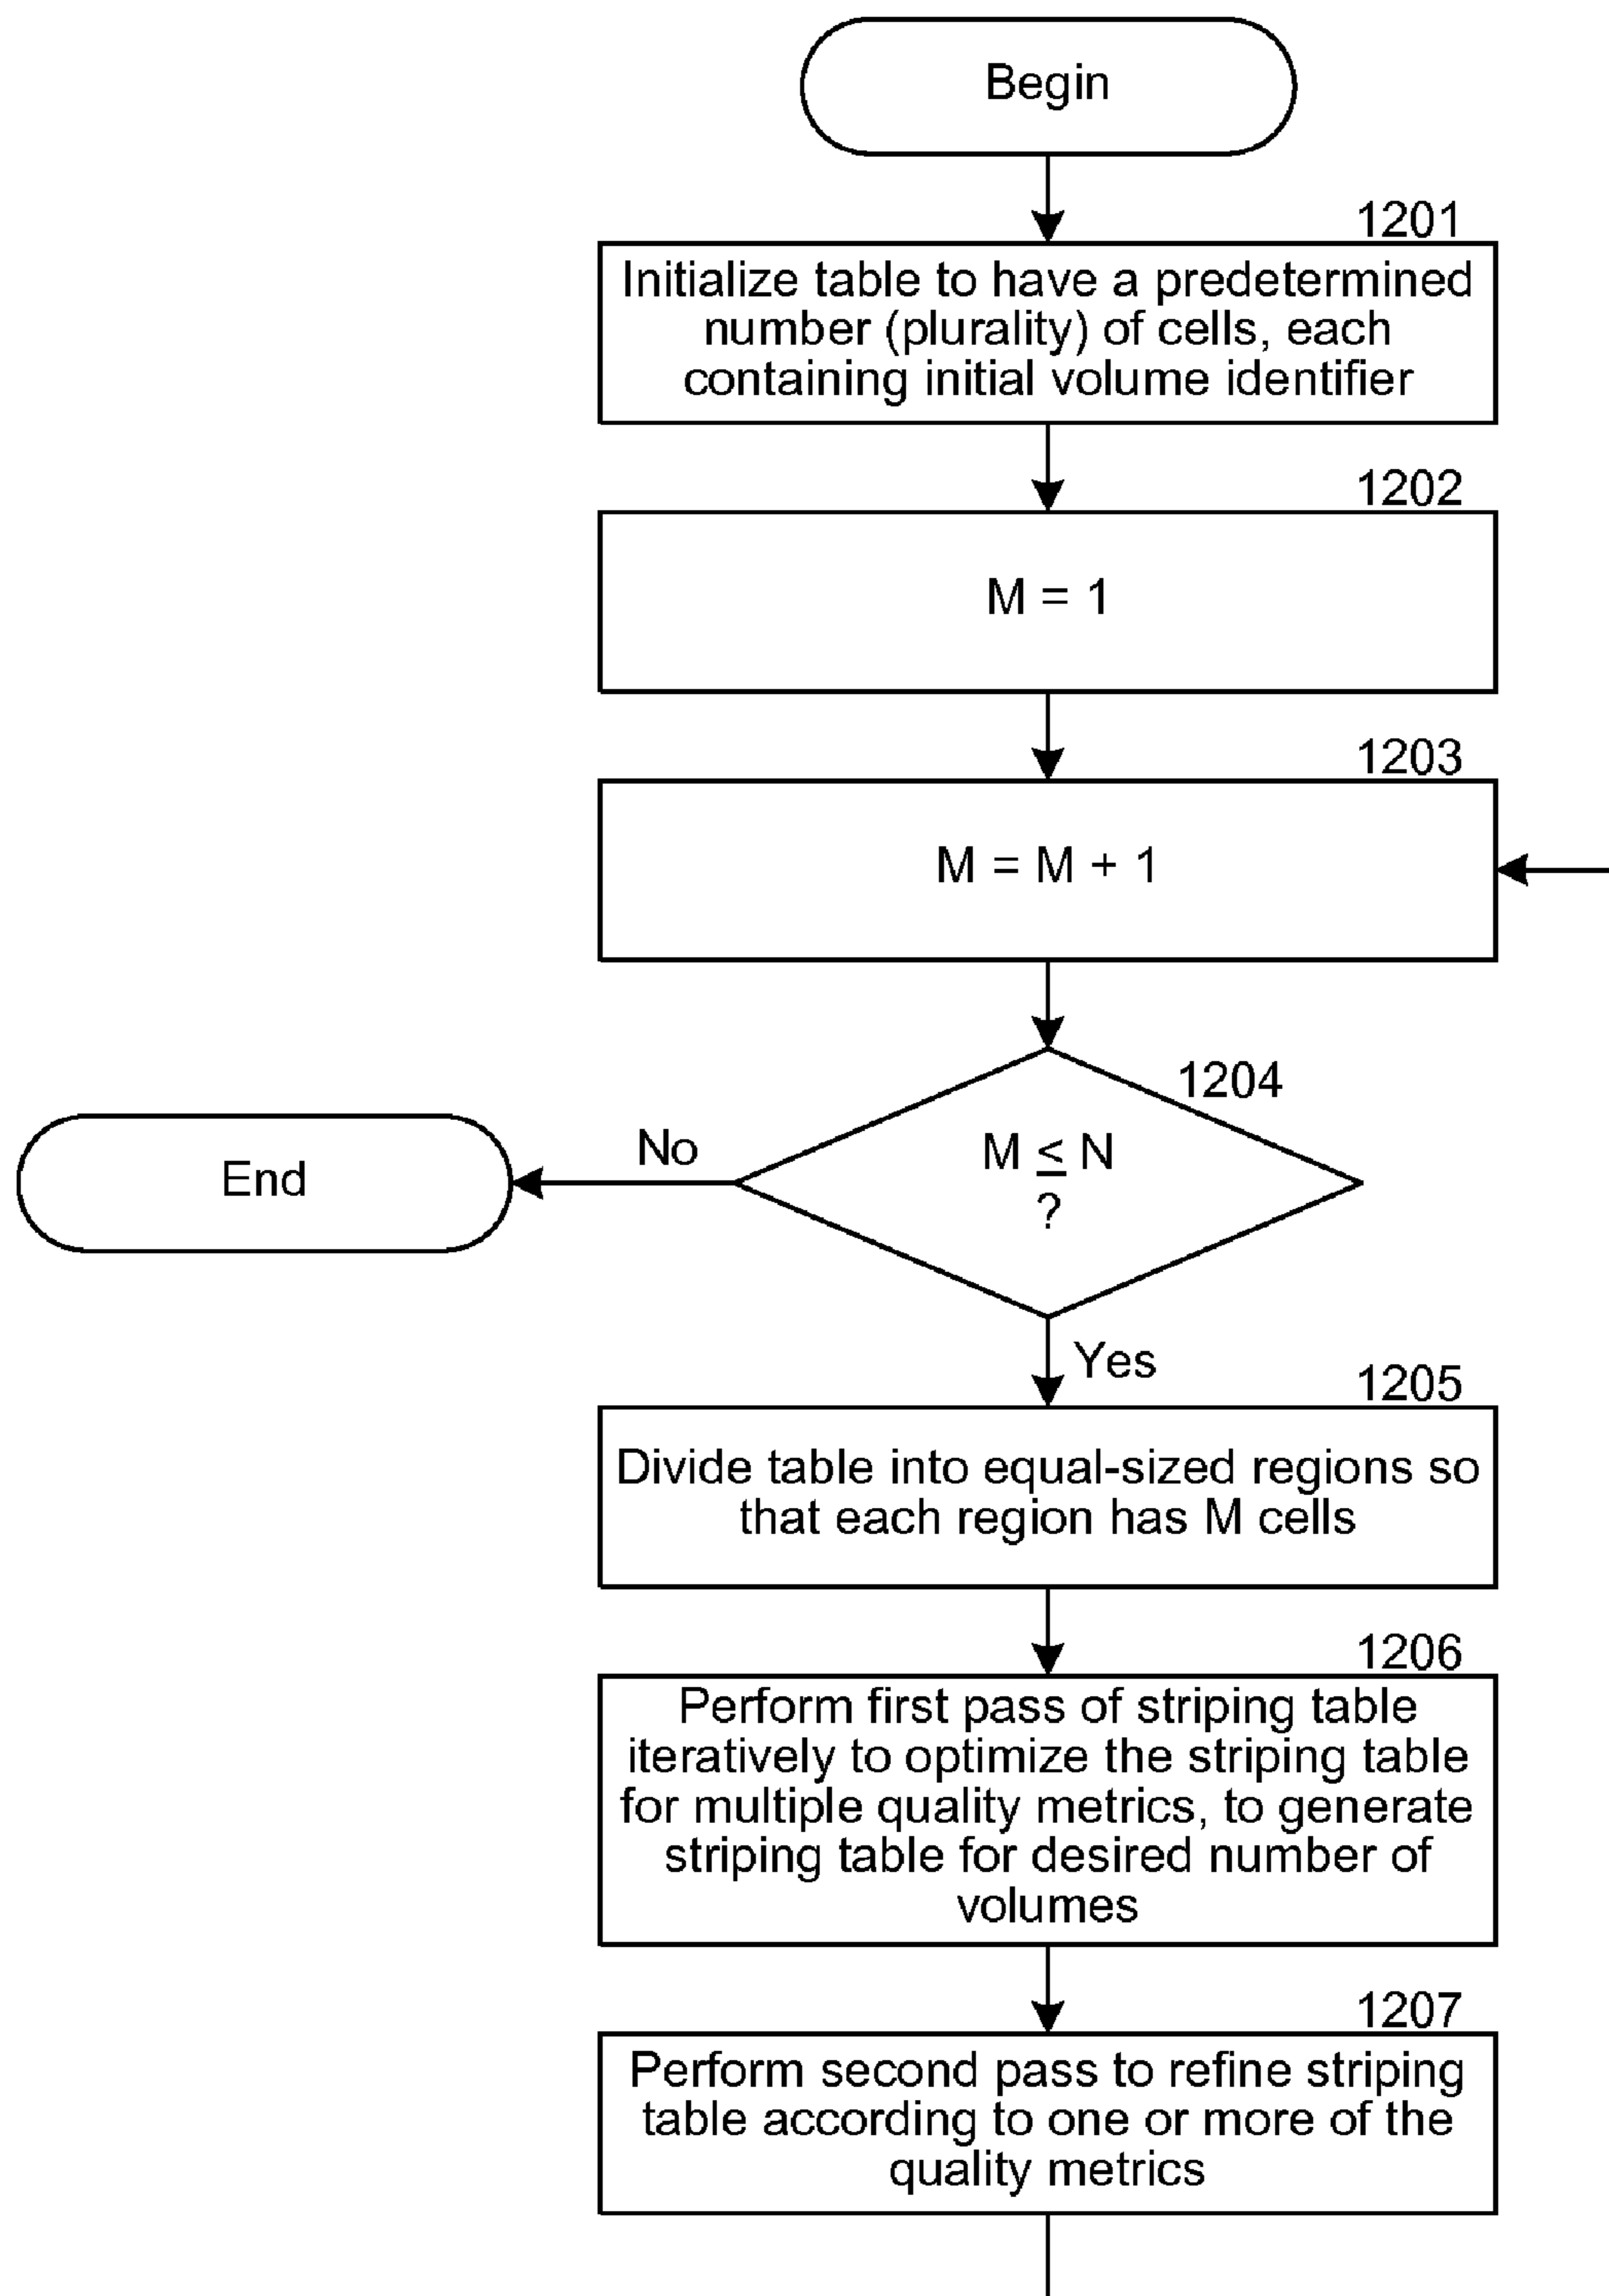 Begin
1201
Initialize table to have a predetermined
number (plurality) of cells, each
containing initial volume identifier
1202
M = 1
1203
M = M + 1
1204
M ≤ N
?
No
End
Yes
1205
Divide table into equal-sized regions so
that each region has M cells
1206
Perform first pass of striping table
iteratively to optimize the striping table
for multiple quality metrics, to generate
striping table for desired number of
volumes
1207
Perform second pass to refine striping
table according to one or more of the
quality metrics